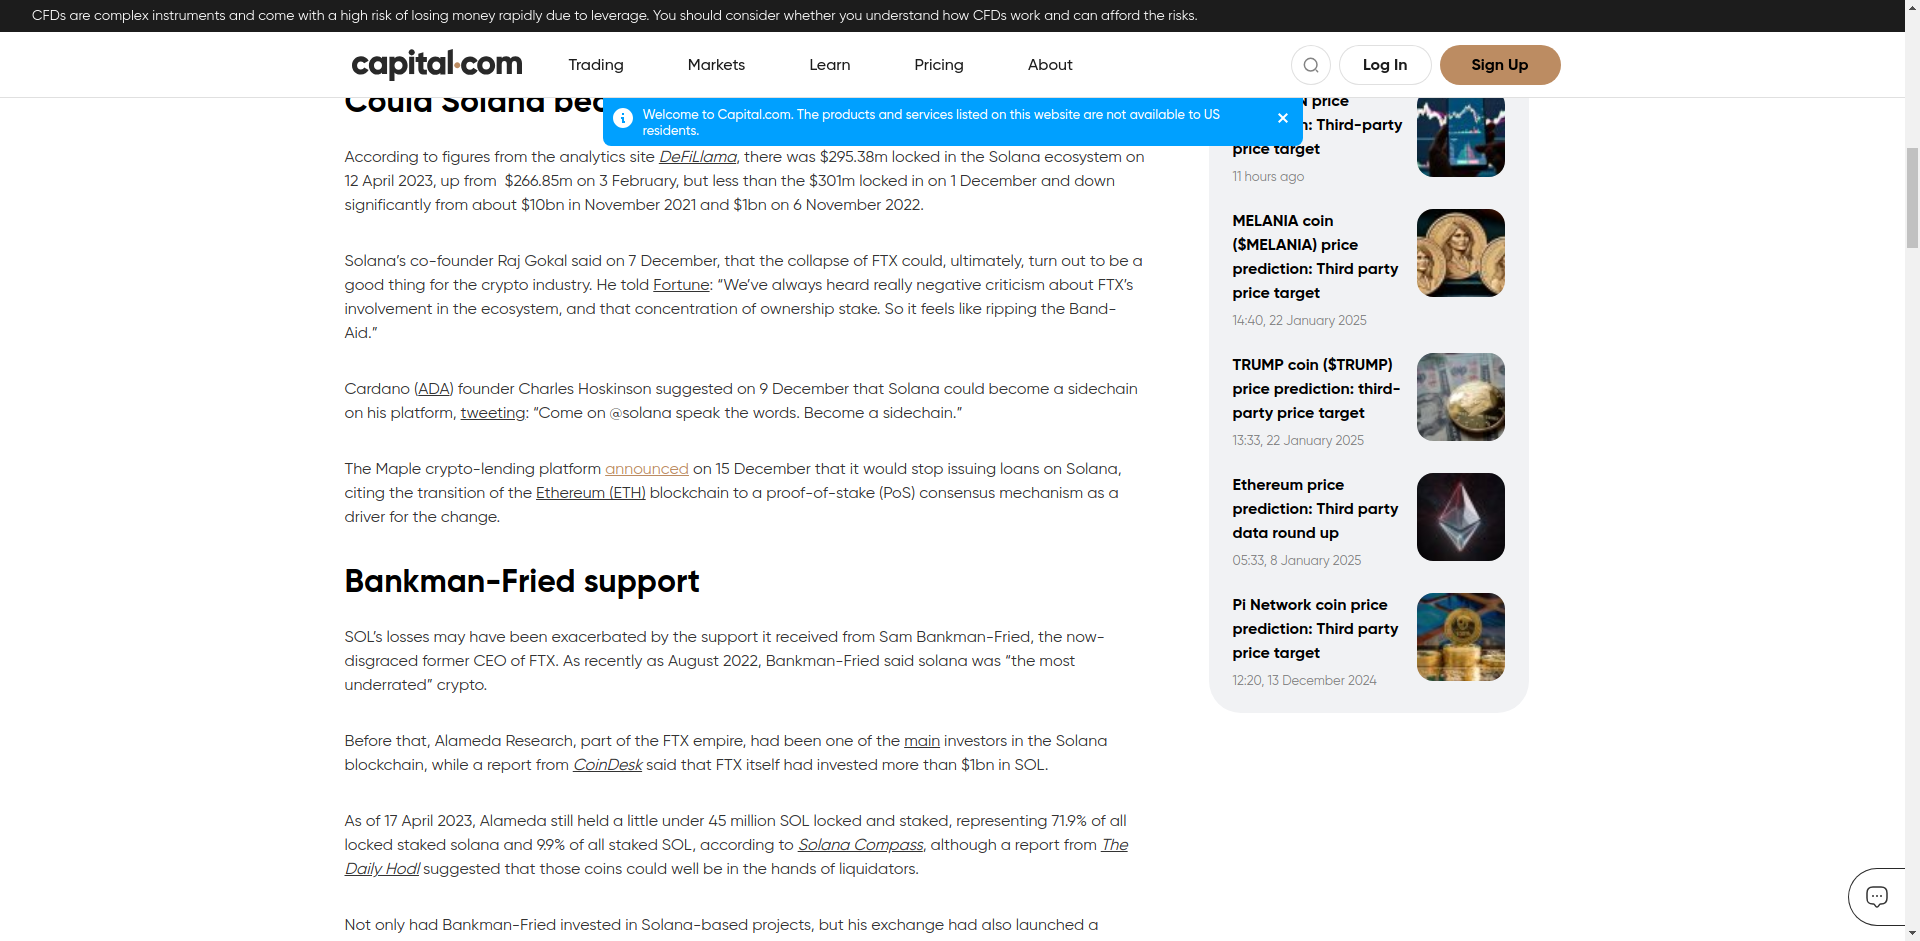 CFDs are complex instruments and come with a high risk of losing money rapidly due to leverage. You should consider whether you understand how CFDs work and can afford the risks.
capital.com
Trading
Markets
Learn
Pricing
About
Log In
Sign Up
Could Solana
Welcome to Capital.com. The products and services listed on this website are not available to US
residents.
According to figures from the analytics site DeFiLlama, there was $295.38m locked in the Solana ecosystem on
12 April 2023, up from  $266.85m on 3 February, but less than the $301m locked in on 1 December and down
significantly from about $10bn in November 2021 and $1bn on 6 November 2022.
Solana’s co-founder Raj Gokal said on 7 December, that the collapse of FTX could, ultimately, turn out to be a
good thing for the crypto industry. He told Fortune: “We’ve always heard really negative criticism about FTX’s
involvement in the ecosystem, and that concentration of ownership stake. So it feels like ripping the Band-
Aid.”
Cardano (ADA) founder Charles Hoskinson suggested on 9 December that Solana could become a sidechain
on his platform, tweeting: “Come on @solana speak the words. Become a sidechain.”
The Maple crypto-lending platform announced on 15 December that it would stop issuing loans on Solana,
citing the transition of the Ethereum (ETH) blockchain to a proof-of-stake (PoS) consensus mechanism as a
driver for the change.
Bankman-Fried support
SOL’s losses may have been exacerbated by the support it received from Sam Bankman-Fried, the now-
disgraced former CEO of FTX. As recently as August 2022, Bankman-Fried said solana was “the most
underrated” crypto.
Before that, Alameda Research, part of the FTX empire, had been one of the main investors in the Solana
blockchain, while a report from CoinDesk said that FTX itself had invested more than $1bn in SOL.
As of 17 April 2023, Alameda still held a little under 45 million SOL locked and staked, representing 71.9% of all
locked staked solana and 9.9% of all staked SOL, according to Solana Compass, although a report from The
Daily Hodl suggested that those coins could well be in the hands of liquidators.
Not only had Bankman-Fried invested in Solana-based projects, but his exchange had also launched a
price
Third-party
price target
11 hours ago
MELANIA coin
($MELANIA) price
prediction: Third party
price target
14:40, 22 January 2025
TRUMP coin ($TRUMP)
price prediction: third-
party price target
13:33, 22 January 2025
Ethereum price
prediction: Third party
data round up
05:33, 8 January 2025
Pi Network coin price
prediction: Third party
price target
12:20, 13 December 2024